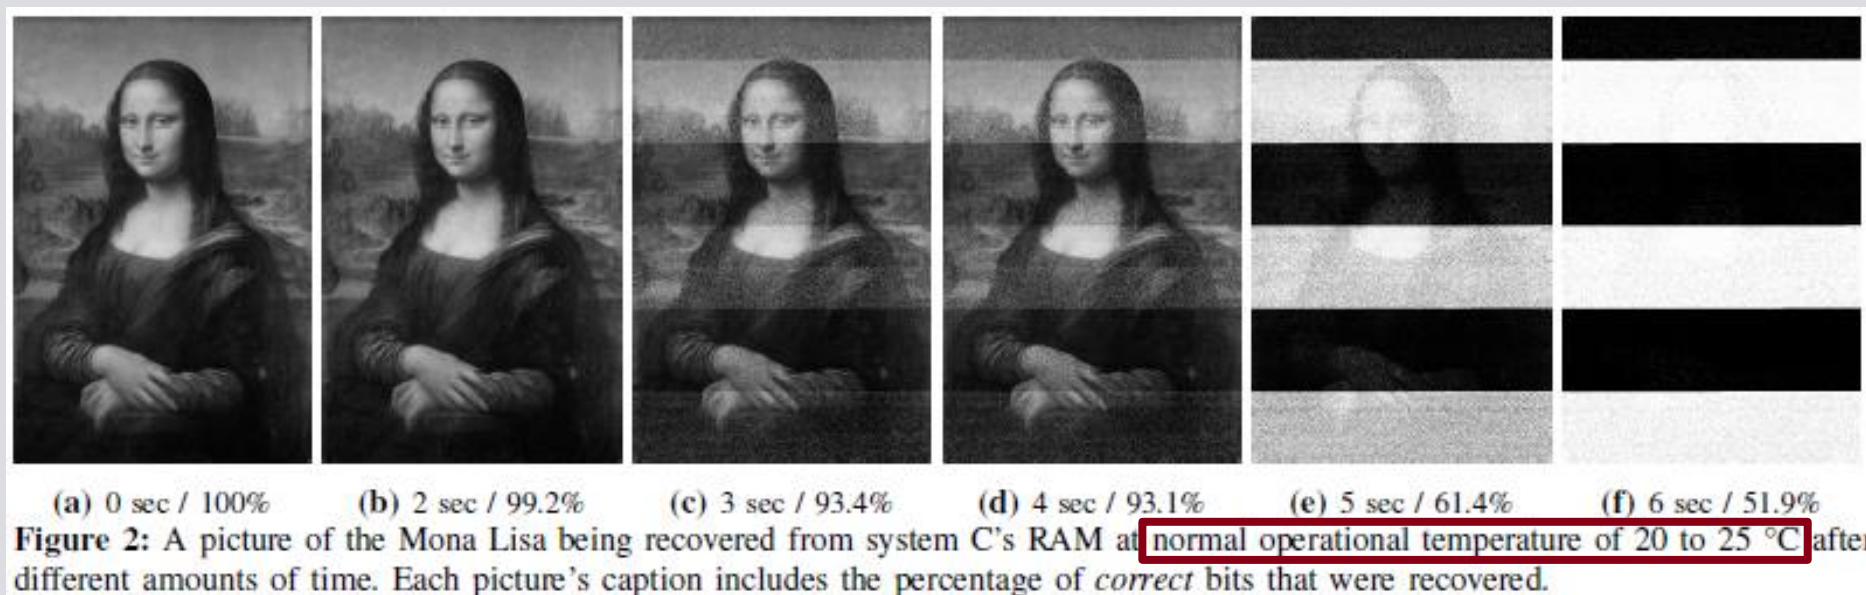 (a) 0 sec / 100% (b) 2 sec / 99.2% (c) 3 sec / 93.4% (d) 4 sec / 93.1% (e) 5 sec / 61.4% (f) 6 sec / 51.9%
Figure 2: A picture of the Mona Lisa being recovered from system C's RAM at normal operational temperature of 20 to 25 °C after
different amounts of time. Each picture's caption includes the percentage of correct bits that were recovered.